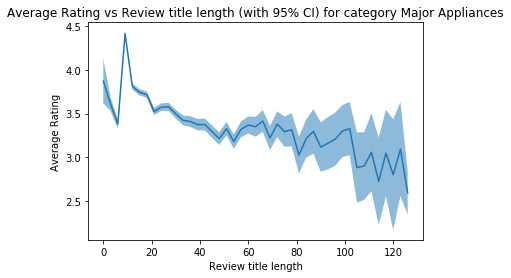 Average Rating vs Review title length (with 95% CI) for category Major Appliances
4.5
4.0
3.5
3.0
2.5
Average Rating
0 20 40 60 80 100 120
Review title length